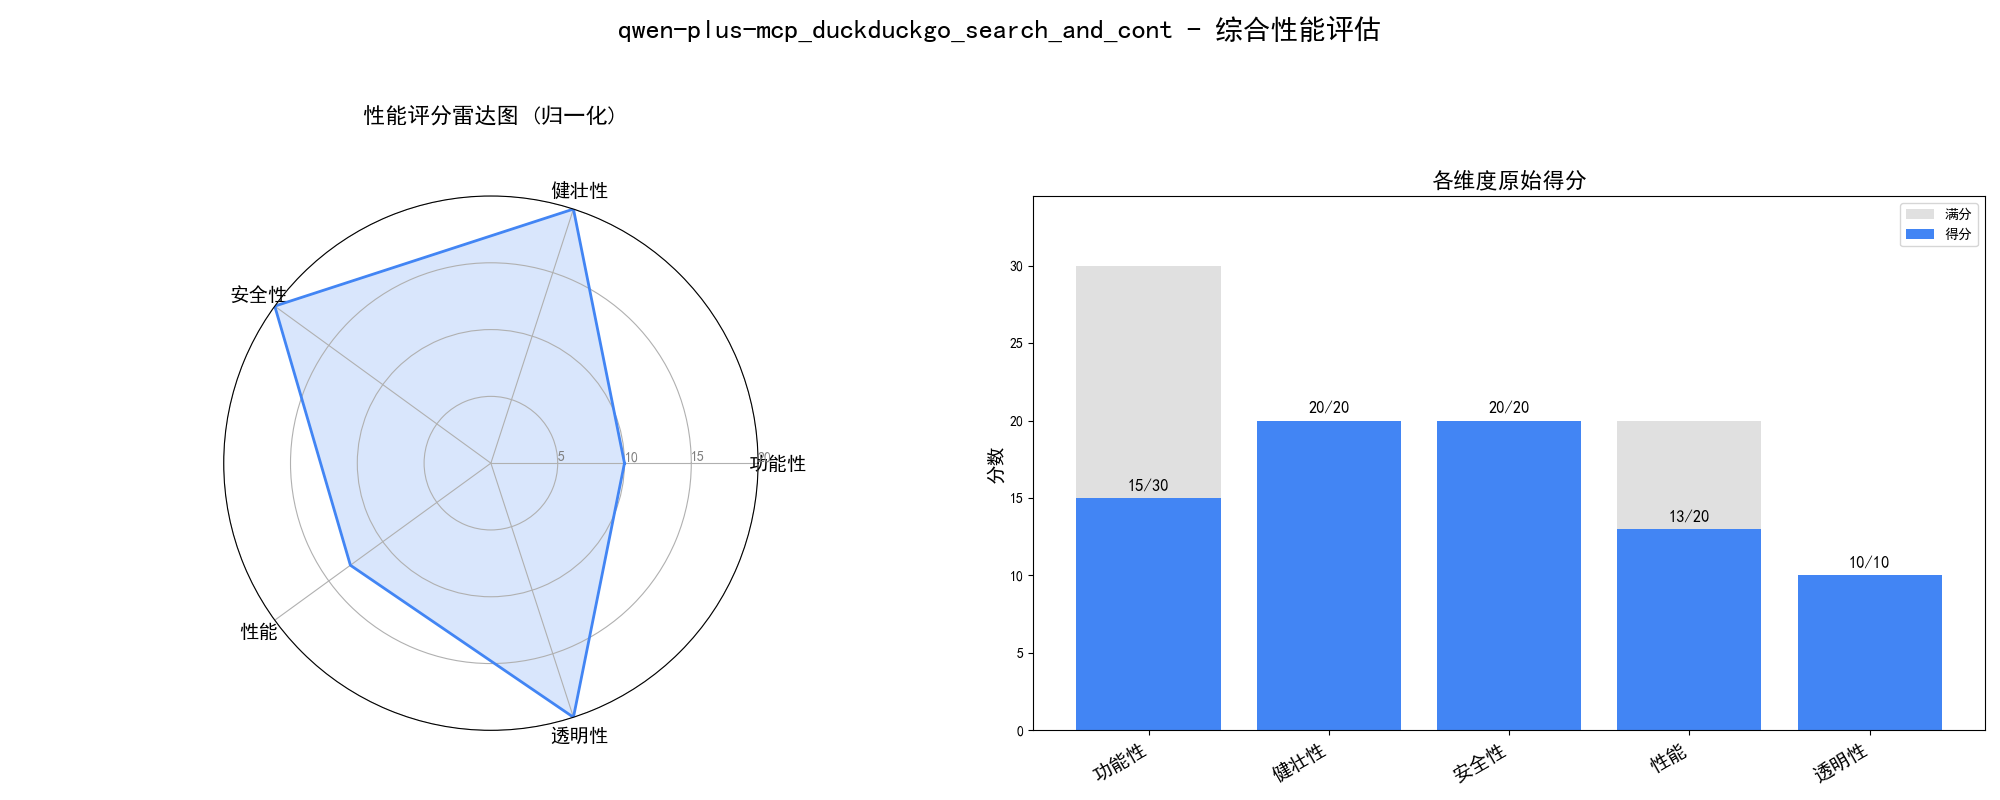 qwen-plus-mcp_duckduckgo_search_and_cont - 综合性能评估
性能评分雷达图 (归一化)
健壮性
安全性
功能性
性能
透明性
5
10
15
20
各维度原始得分
满分
得分
分数
30
25
20
15
10
5
0
15/30
20/20
20/20
13/20
10/10
功能性
健壮性
安全性
性能
透明性